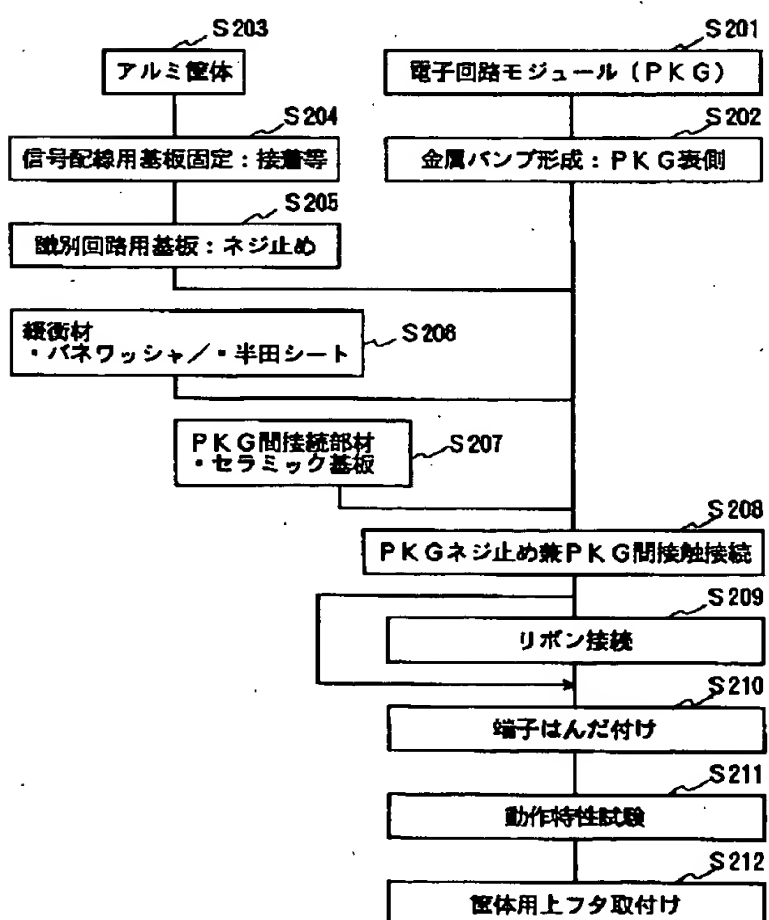 S203
アルミ筐体
S201
電子回路モジュール(PKG)
S204
信号配線用基板固定:接着等
S202
金属バンプ形成:PKG表側
S205
識別回路用基板:ネジ止め
S206
緩衝材
・バネワッシャ/・半田シート
S207
PKG間接続部材
・セラミック基板
S208
PKGネジ止め兼PKG間接触接続
S209
リボン接続
S210
端子はんだ付け
S211
動作特性試験
S212
筐体用上フタ取付け